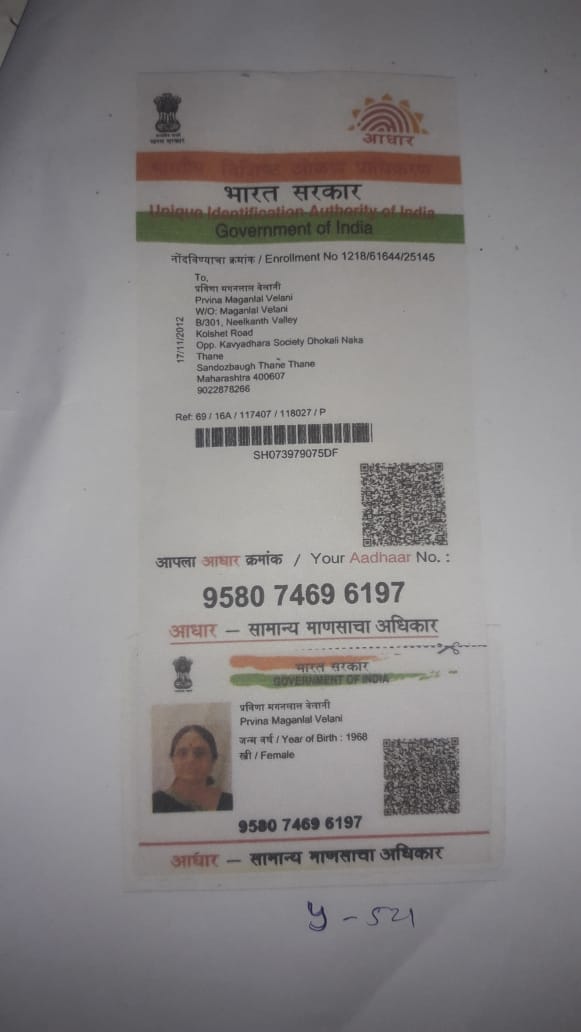 भारत सरकार
आधार
भारतीय विशिष्ट ओळख प्राधिकरण
भारत सरकार
Unique Identification Authority of India
Government of India
नोंदविण्याचा क्रमांक / Enrollment No 1218/61644/25145
17/11/2012
To,
प्रविणा मगनलाल वेलानी
Prvina Maganlal Velani
W/O: Maganlal Velani
B/301, Neelkanth Valley
Kolshet Road
Opp. Kavyadhara Society Dhokali Naka
Thane
Sandozbaugh Thane Thane
Maharashtra 400607
9022878266
Ref: 69 / 16A / 117407 / 118027 / P
SH073979075DF
आपला आधार क्रमांक / Your Aadhaar No. :
9580 7469 6197
आधार – सामान्य माणसाचा अधिकार
भारत सरकार
GOVERNMENT OF INDIA
प्रविणा मगनलाल वेलानी
Prvina Maganlal Velani
जन्म वर्ष / Year of Birth : 1968
स्त्री / Female
9580 7469 6197
आधार – सामान्य माणसाचा अधिकार